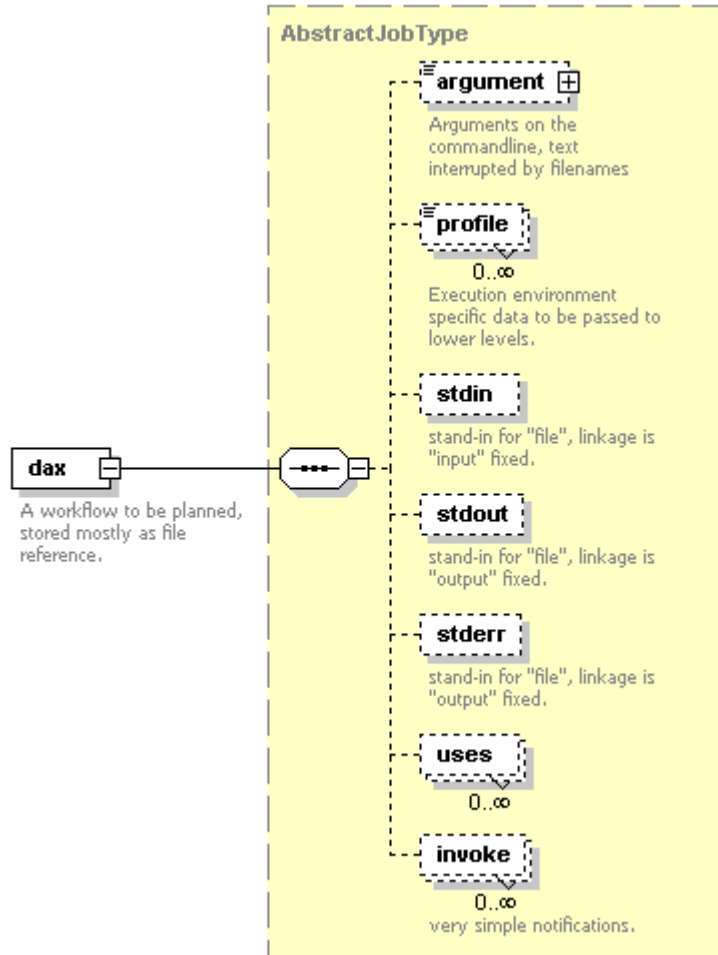 AbstractJobType
argument
Arguments on the
commandline, text
interrupted by filenames
profile
0..∞
Execution environment
specific data to be passed to
lower levels.
stdin
stand-in for "file", linkage is
"input" fixed.
dax
A workflow to be planned,
stored mostly as file
reference.
stdout
stand-in for "file", linkage is
"output" fixed.
stderr
stand-in for "file", linkage is
"output" fixed.
uses
0..∞
invoke
0..∞
very simple notifications.